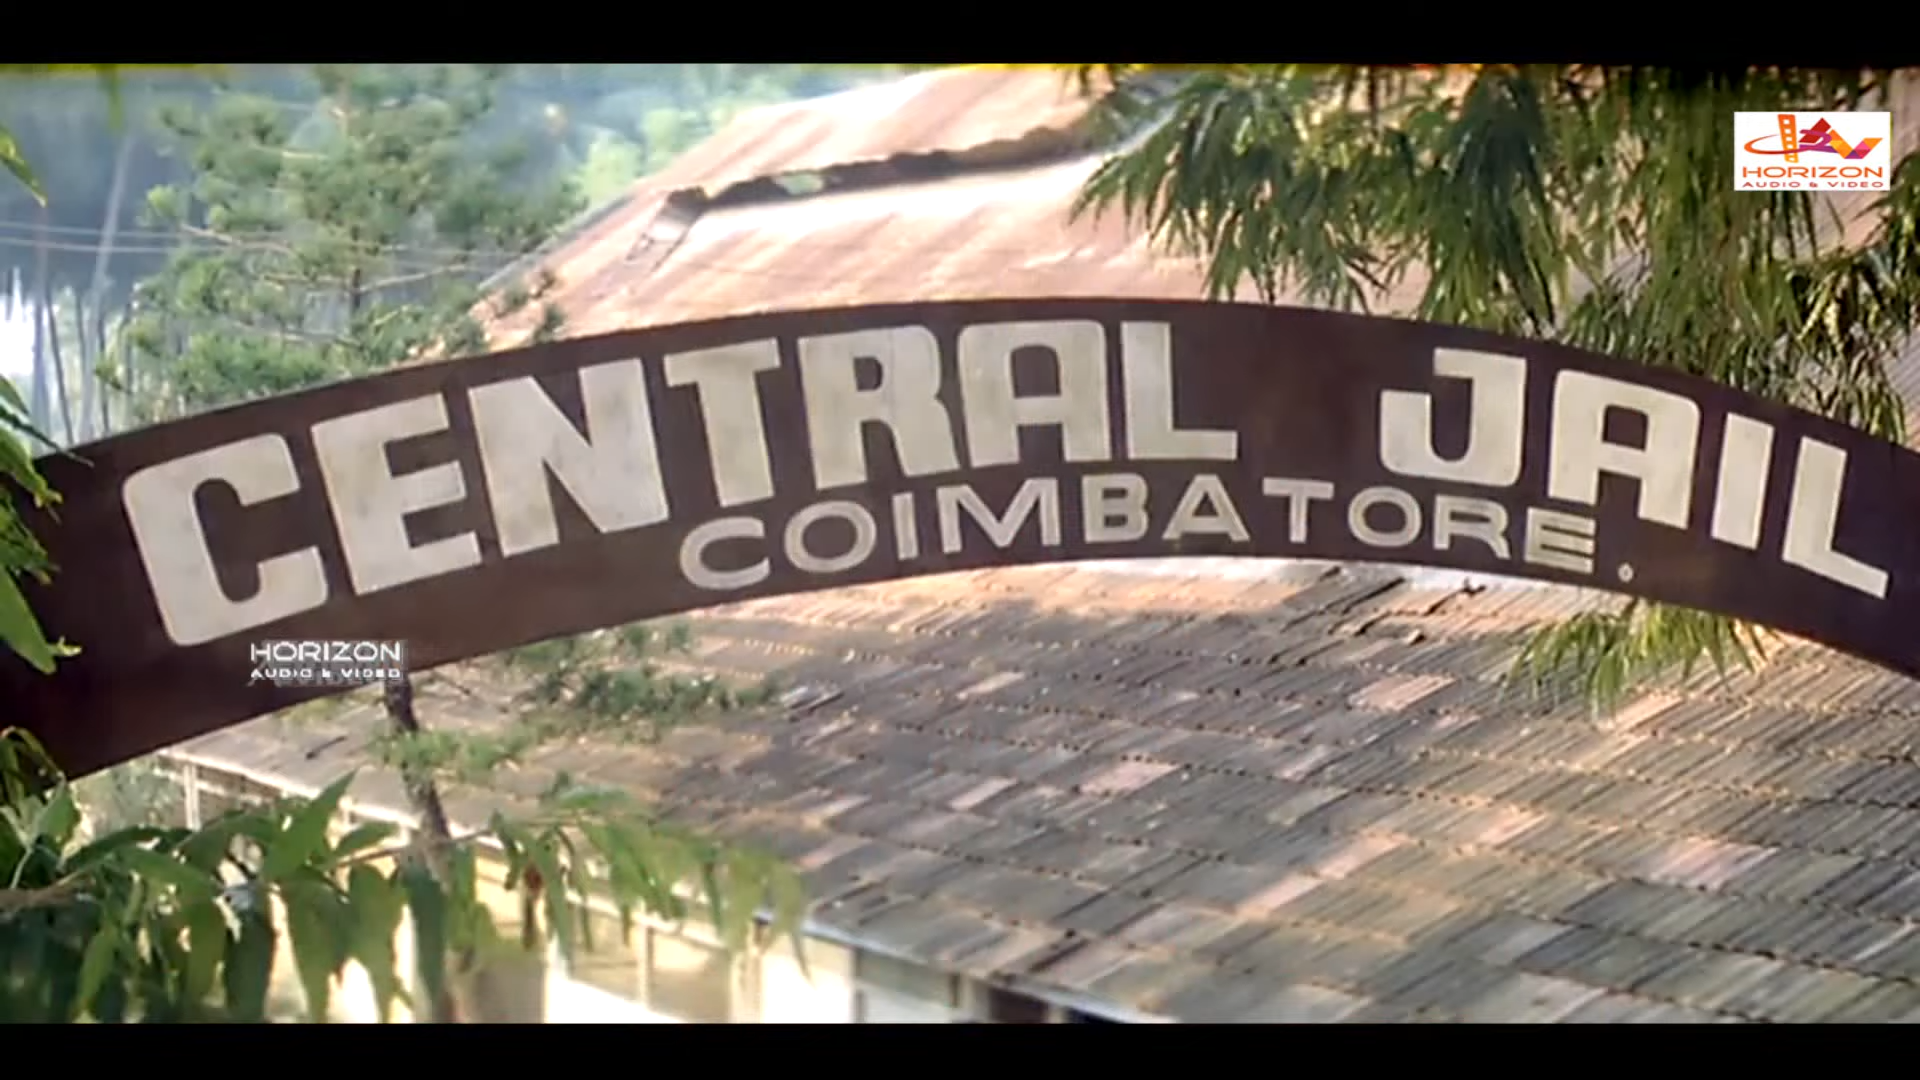 HORIZON
AUDIO & VIDEO
CENTRAL JAIL
COIMBATORE.
HORIZON
AUDIO & VIDEO